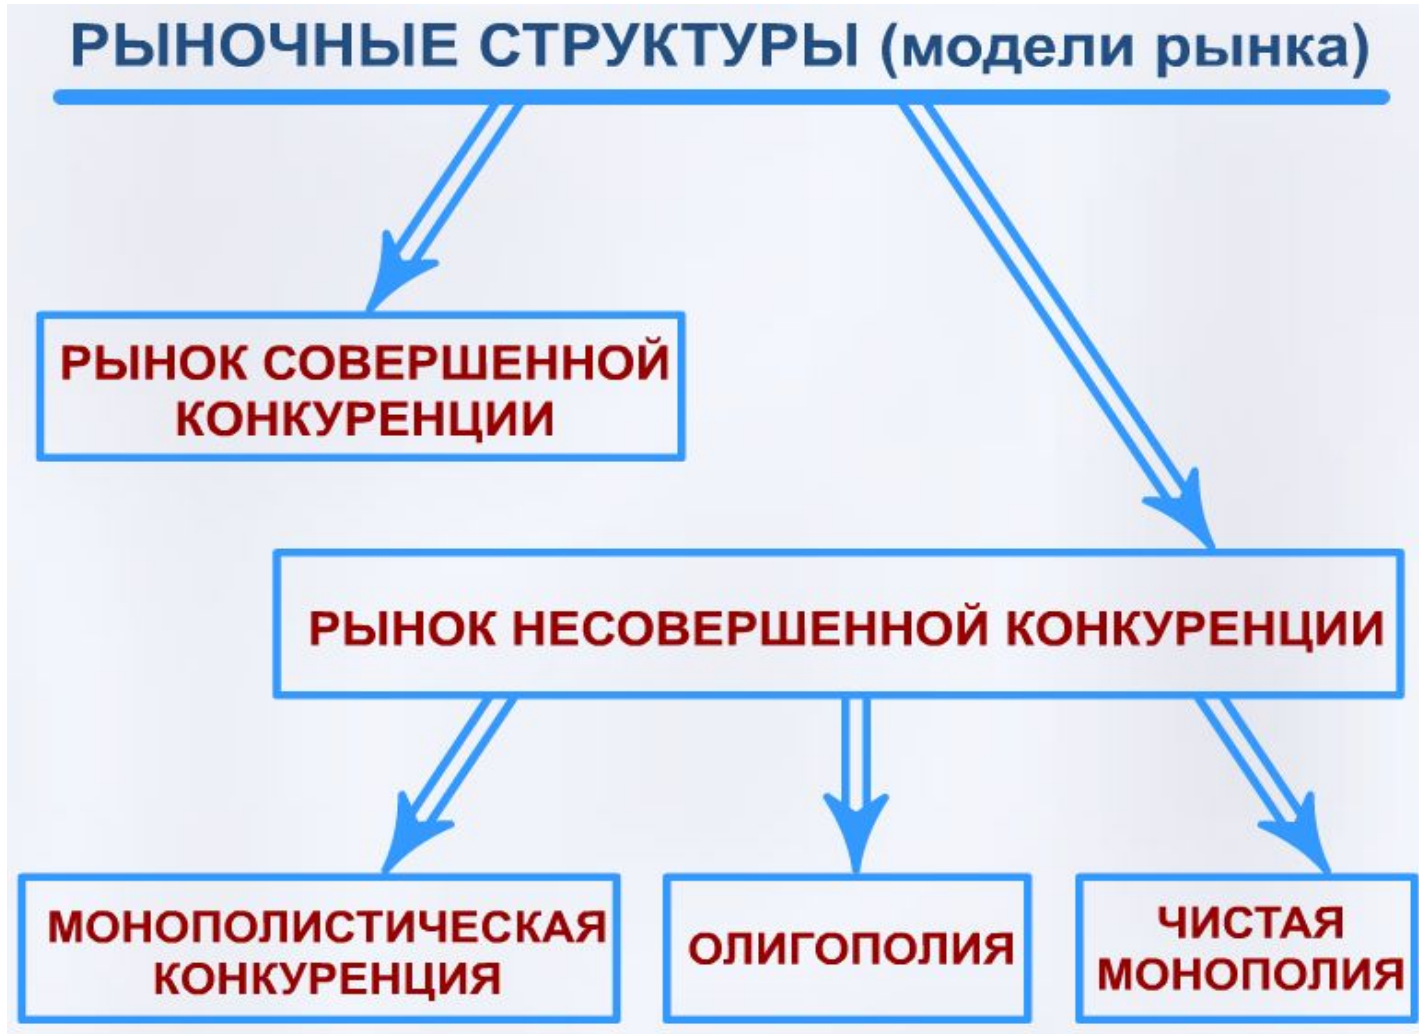 РЫНОЧНЫЕ СТРУКТУРЫ (модели рынка)
РЫНОК СОВЕРШЕННОЙ
КОНКУРЕНЦИИ
РЫНОК НЕСОВЕРШЕННОЙ КОНКУРЕНЦИИ
МОНОПОЛИСТИЧЕСКАЯ
КОНКУРЕНЦИЯ
ОЛИГОПОЛИЯ
ЧИСТАЯ
МОНОПОЛИЯ